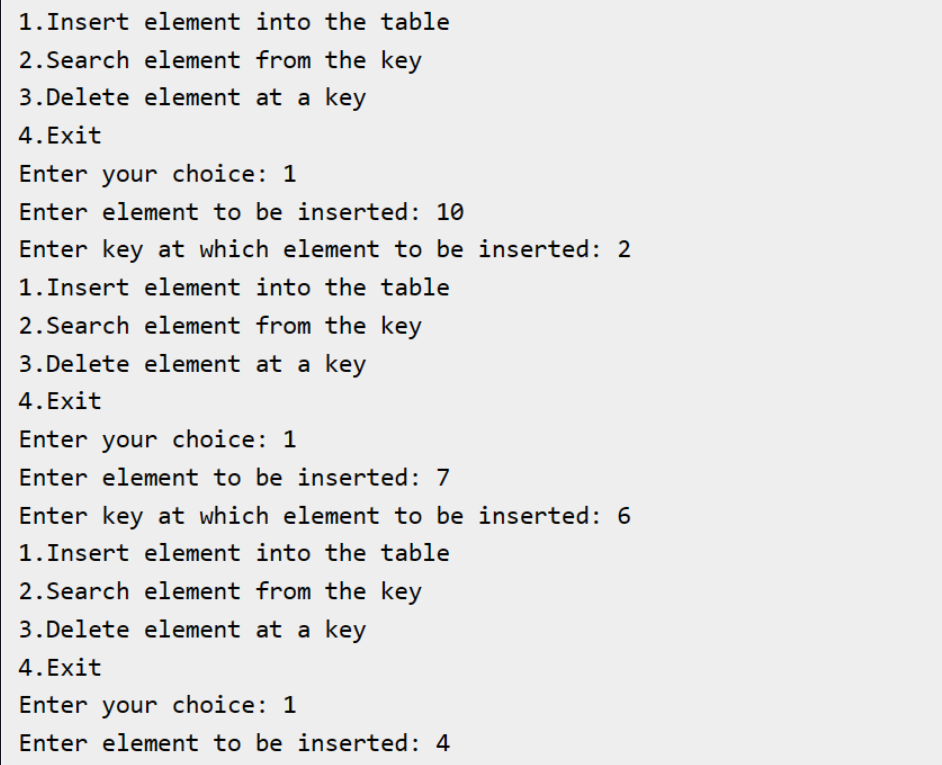 1.Insert element into the table
2.Search element from the key
3.Delete element at a key
4.Exit
Enter your choice: 1
Enter element to be inserted: 10
Enter key at which element to be inserted: 2
1.Insert element into the table
2.Search element from the key
3.Delete element at a key
4.Exit
Enter your choice: 1
Enter element to be inserted: 7
Enter key at which element to be inserted: 6
1.Insert element into the table
2.Search element from the key
3.Delete element at a key
4.Exit
Enter your choice: 1
Enter element to be inserted: 4